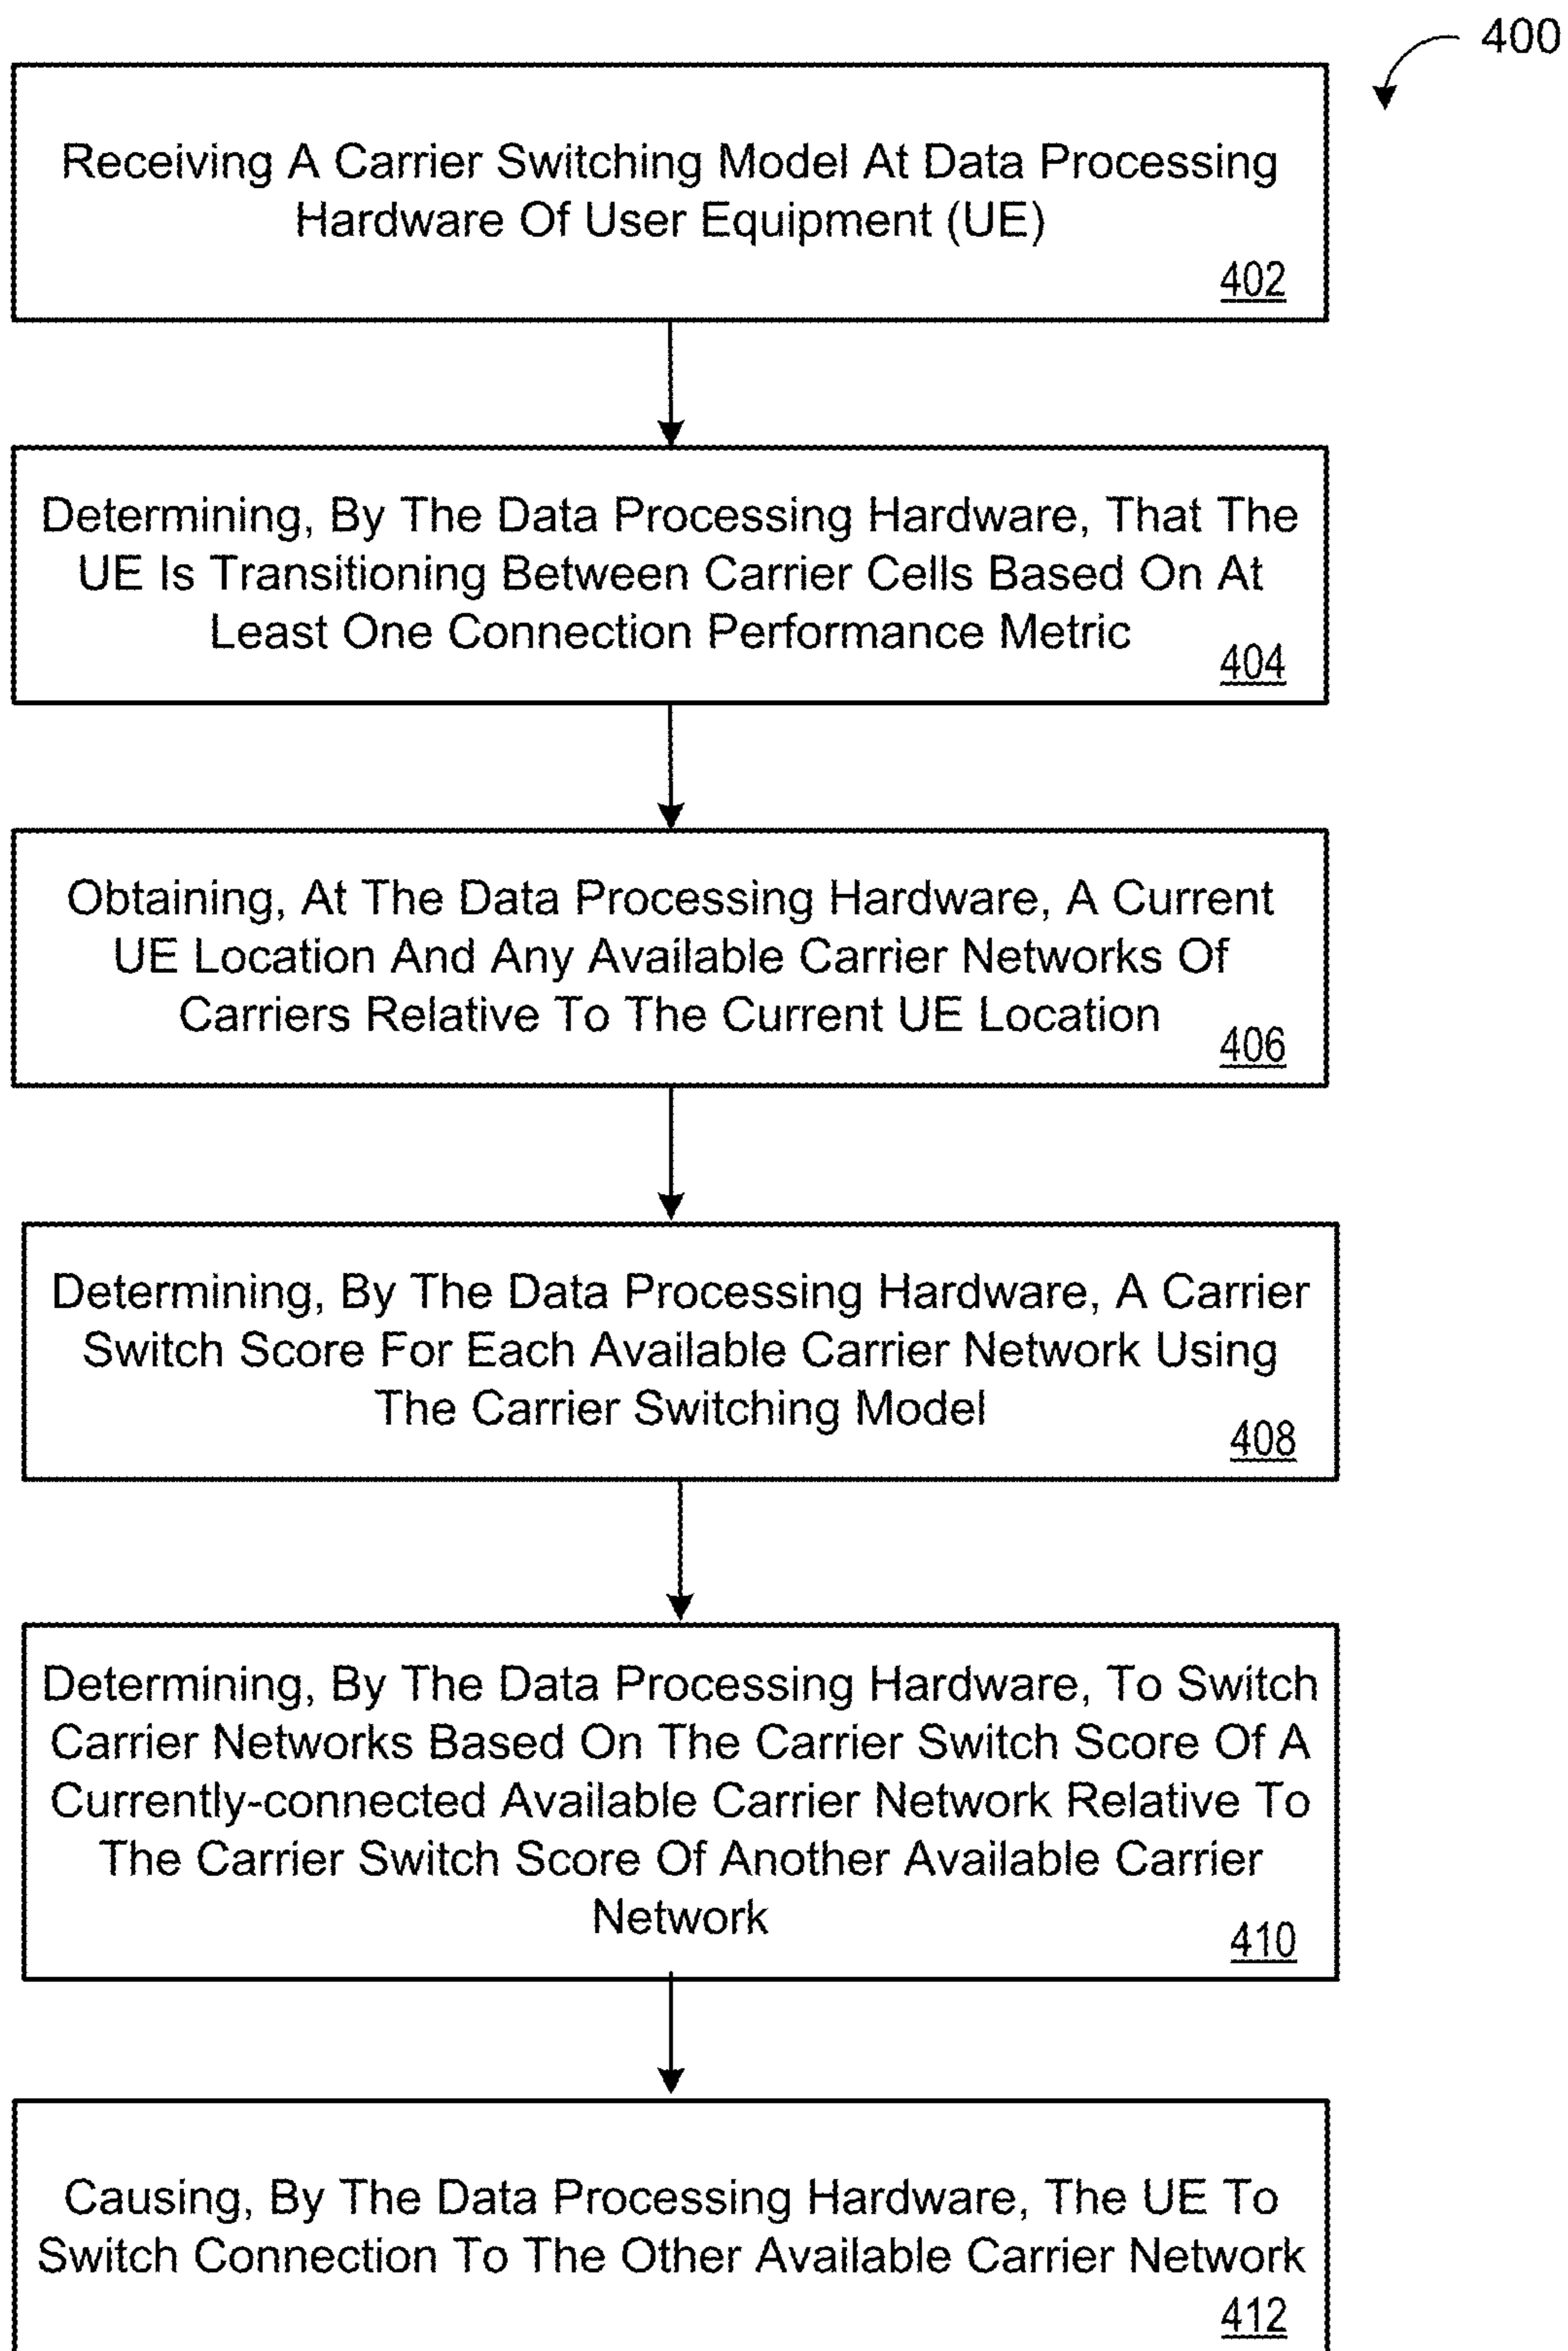 400
Receiving A Carrier Switching Model At Data Processing
Hardware Of User Equipment (UE)
402
Determining, By The Data Processing Hardware, That The
UE Is Transitioning Between Carrier Cells Based On At
Least One Connection Performance Metric
404
Obtaining, At The Data Processing Hardware, A Current
UE Location And Any Available Carrier Networks Of
Carriers Relative To The Current UE Location
406
Determining, By The Data Processing Hardware, A Carrier
Switch Score For Each Available Carrier Network Using
The Carrier Switching Model
408
Determining, By The Data Processing Hardware, To Switch
Carrier Networks Based On The Carrier Switch Score Of A
Currently-connected Available Carrier Network Relative To
The Carrier Switch Score Of Another Available Carrier
Network
410
Causing, By The Data Processing Hardware, The UE To
Switch Connection To The Other Available Carrier Network
412